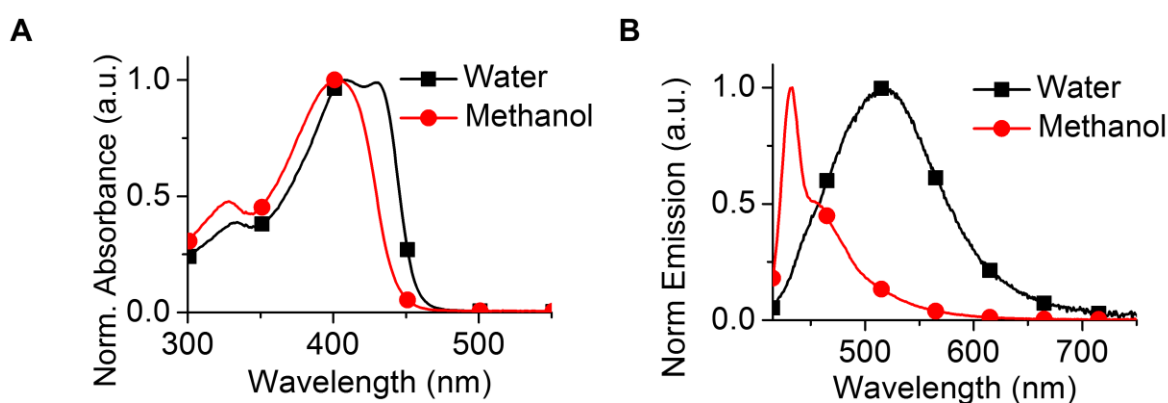 A
Norm. Absorbance (a.u.)
1.0
0.5
0.0
300
400
500
Wavelength (nm)
Water
Methanol
B
Norm Emission (a.u.)
1.0
0.5
0.0
500
600
700
Wavelength (nm)
Water
Methanol